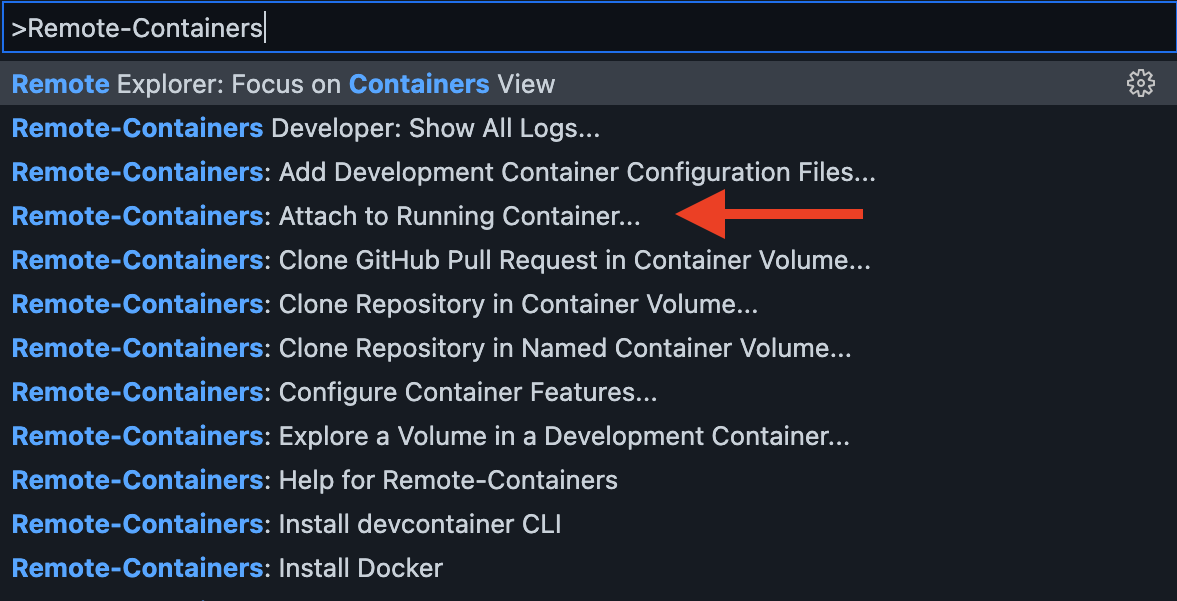 >Remote-Containers
Remote Explorer: Focus on Containers View
Remote-Containers Developer: Show All Logs...
Remote-Containers: Add Development Container Configuration Files...
Remote-Containers: Attach to Running Container...
Remote-Containers: Clone GitHub Pull Request in Container Volume...
Remote-Containers: Clone Repository in Container Volume...
Remote-Containers: Clone Repository in Named Container Volume...
Remote-Containers: Configure Container Features...
Remote-Containers: Explore a Volume in a Development Container...
Remote-Containers: Help for Remote-Containers
Remote-Containers: Install devcontainer CLI
Remote-Containers: Install Docker